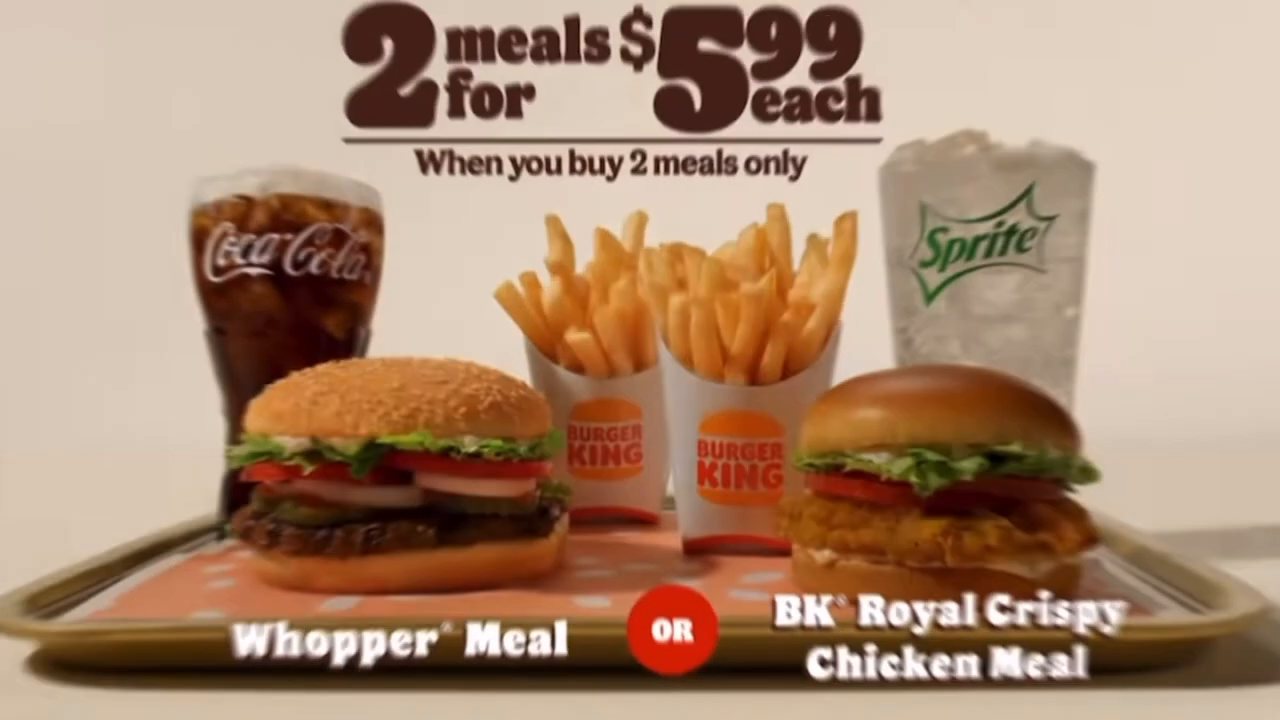 2 meals for $5.99 each
When you buy 2 meals only
Coca-Cola
Sprite
BURGER
KING
BURGER
KING
Whopper® Meal
OR
BK® Royal Crispy
Chicken Meal